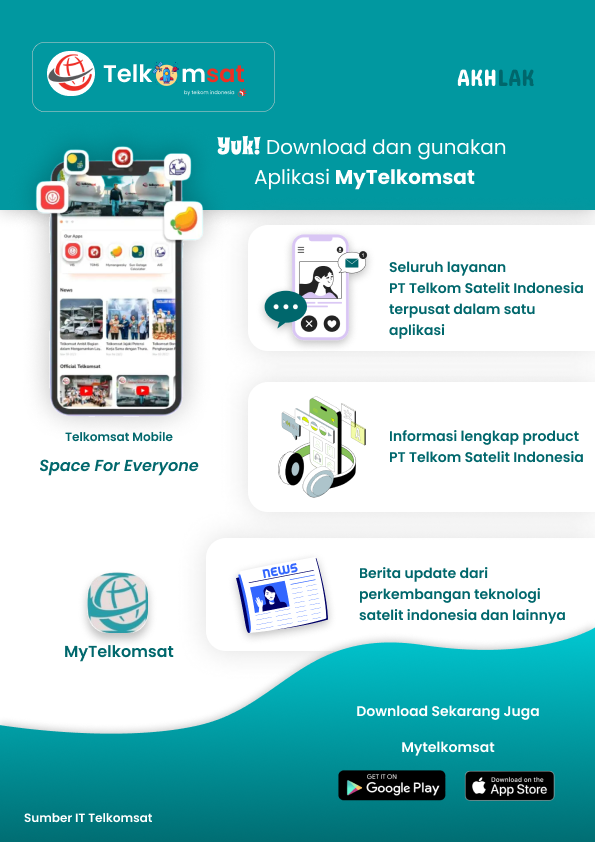 Telkomsat
by telkom indonesia
AKHLAK
Yuk! Download dan gunakan
Aplikasi MyTelkomsat
Our Apps
News
See all
Official Telkomsat
Telkomsat Mobile
Space For Everyone
Seluruh layanan
PT Telkom Satelit Indonesia
terpusat dalam satu
aplikasi
Informasi lengkap product
PT Telkom Satelit Indonesia
NEWS
Berita update dari
perkembangan teknologi
satelit indonesia dan lainnya
MyTelkomsat
Download Sekarang Juga
Mytelkomsat
GET IT ON
Google Play
Download on the
App Store
Sumber IT Telkomsat